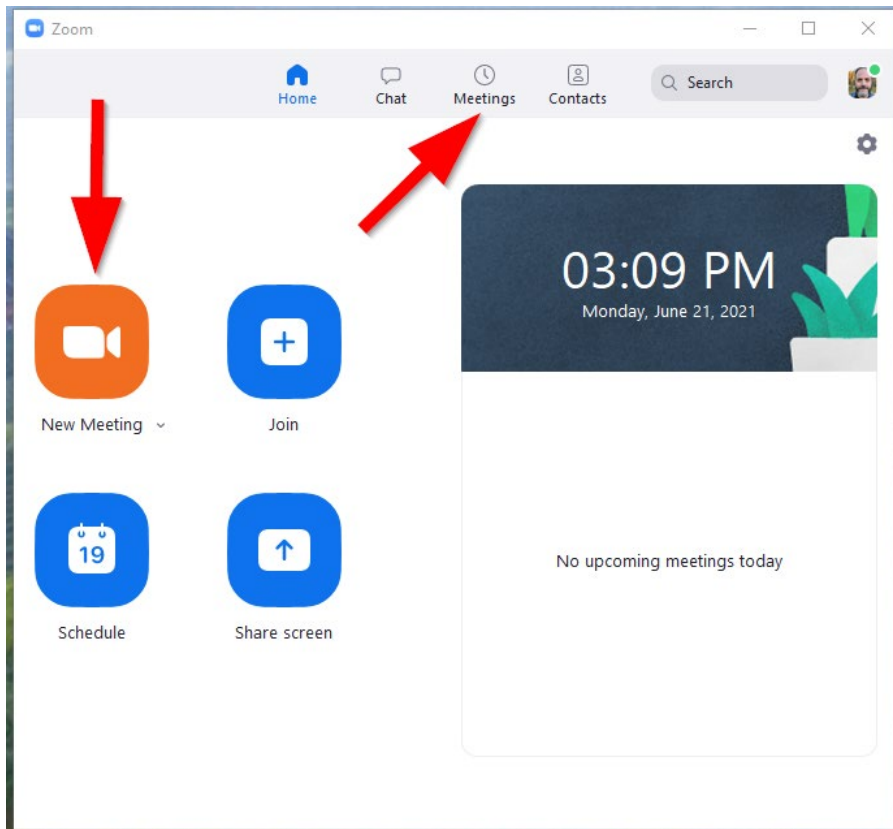 Zoom
Home
Chat
Meetings
Contacts
Search
03:09 PM
Monday, June 21, 2021
New Meeting
Join
19
Schedule
Share screen
No upcoming meetings today